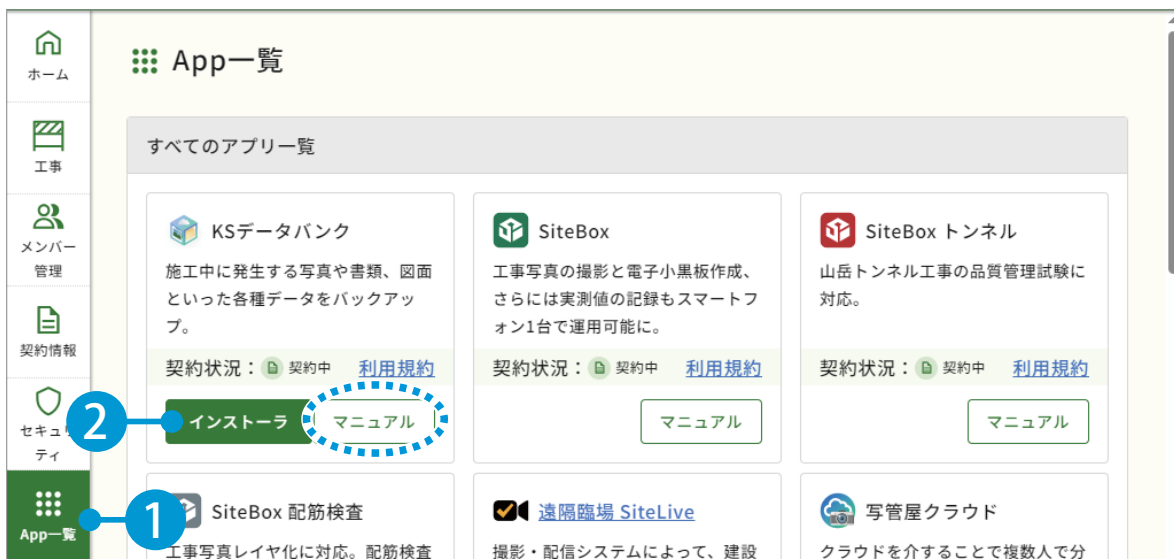 ホーム
工事
メンバー
管理
契約情報
セキュリ
ティ
App一覧
App一覧
すべてのアプリ一覧
KSデータバンク
施工中に発生する写真や書類、図面
といった各種データをバックアッ
プ。
契約状況： 契約中 利用規約
2
インストーラ マニュアル
SiteBox
工事写真の撮影と電子小黒板作成、
さらには実測値の記録もスマートフ
ォン1台で運用可能に。
契約状況： 契約中 利用規約
マニュアル
SiteBox トンネル
山岳トンネル工事の品質管理試験に
対応。
契約状況： 契約中 利用規約
マニュアル
1
SiteBox 配筋検査
工事写真レイヤ化に対応。配筋検査
遠隔臨場 SiteLive
撮影・配信システムによって、建設
写管屋クラウド
クラウドを介することで複数人で分